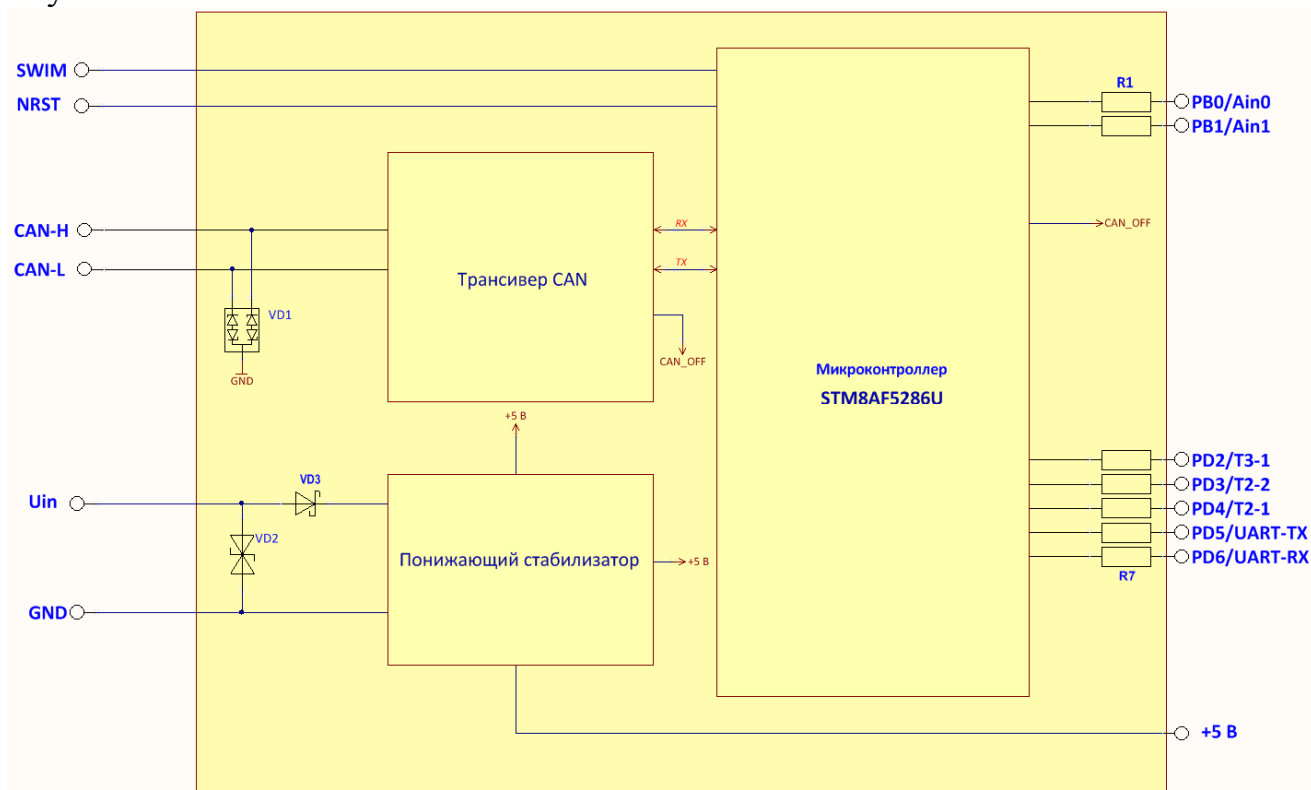 SWIM
NRST
CAN-H
CAN-L
VD1
GND
Uin
VD3
VD2
GND
Трансивер CAN
RX
TX
CAN_OFF
+5 В
Понижающий стабилизатор
+5 В
Микроконтроллер
STM8AF5286U
R1
PB0/Ain0
PB1/Ain1
CAN_OFF
PD2/T3-1
PD3/T2-2
PD4/T2-1
PD5/UART-TX
PD6/UART-RX
R7
+5 В